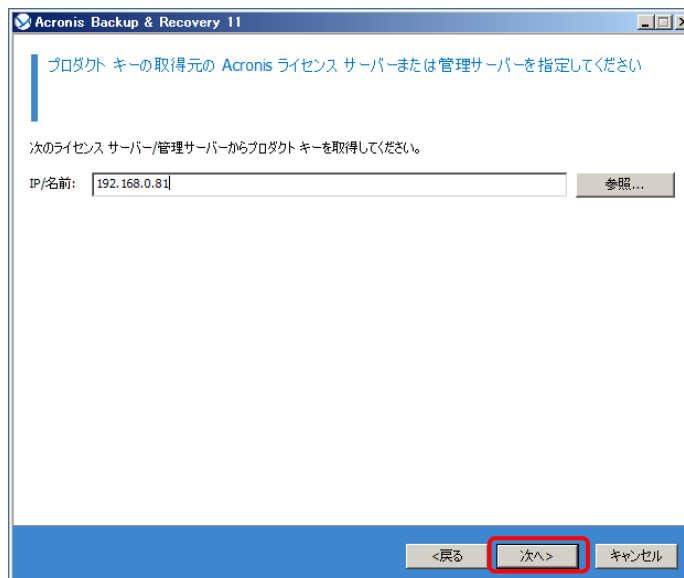 Acronis Backup & Recovery 11
プロダクト キーの取得元の Acronis ライセンス サーバーまたは管理サーバーを指定してください
次のライセンス サーバー/管理サーバーからプロダクト キーを取得してください。
IP/名前: 192.168.0.81 参照...
<戻る 次へ> キャンセル